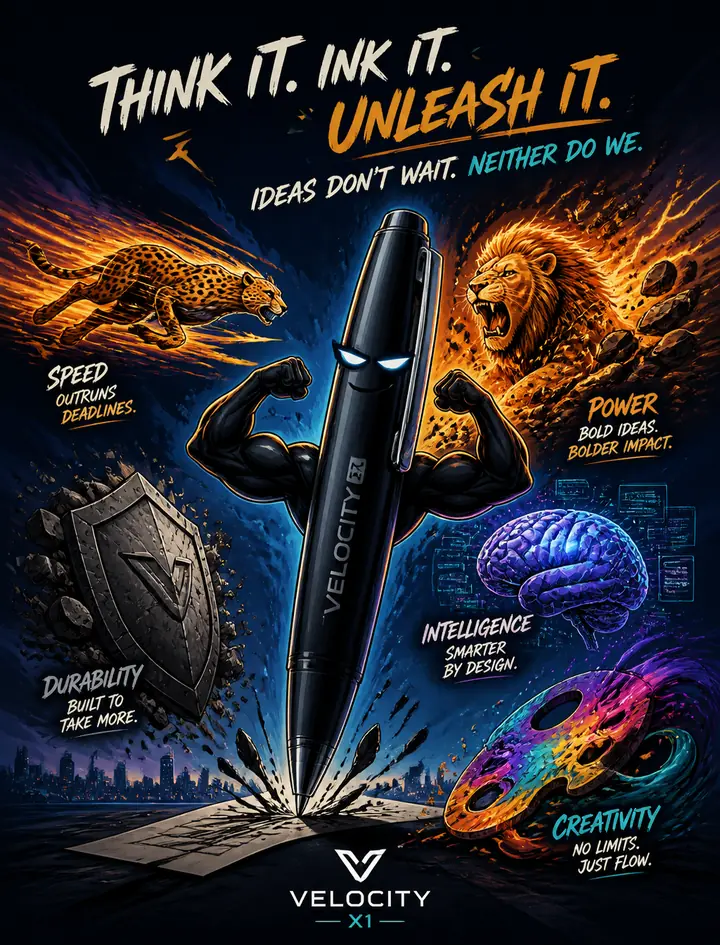 THINK IT. INK IT.
UNLEASH IT.
IDEAS DON'T WAIT. NEITHER DO WE.
SPEED
OUTRUNS
DEADLINES.
POWER
BOLD IDEAS.
BOLDER IMPACT.
VELOCITY X1
INTELLIGENCE
SMARTER
BY DESIGN.
DURABILITY
BUILT TO
TAKE MORE.
CREATIVITY
NO LIMITS.
JUST FLOW.
VELOCITY
X1